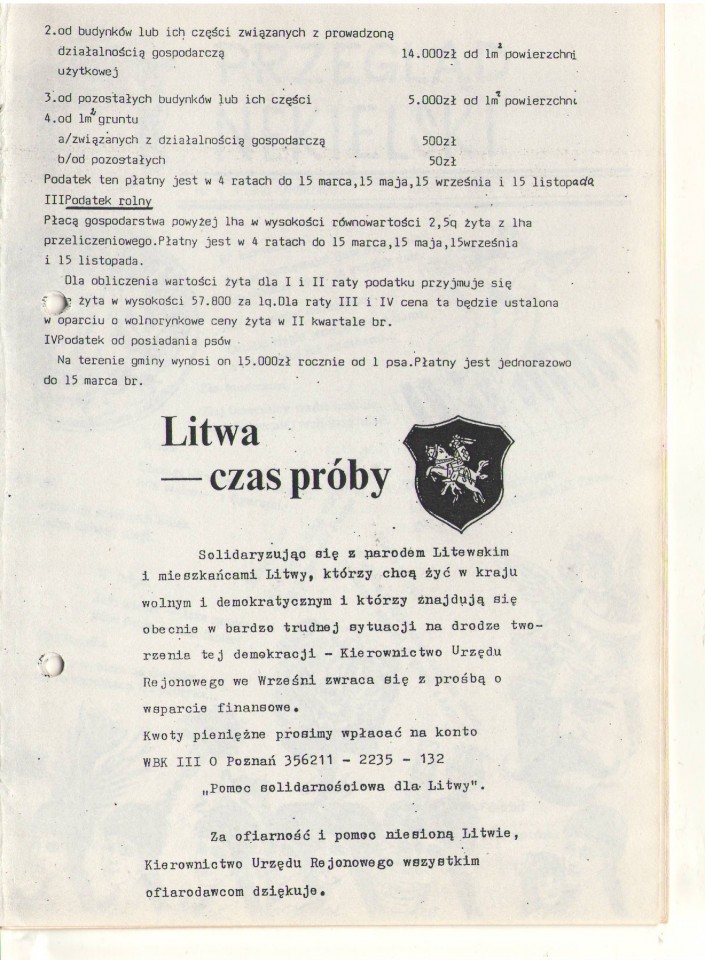 2.od budynków lub ich części związanych z prowadzoną
działalnością gospodarczą 14.000zł od 1m² powierzchni
użytkowej
3.od pozostałych budynków lub ich części 5.000zł od 1m² powierzchni
4.od 1m² gruntu
a/związanych z działalnością gospodarczą 500zł
b/od pozostałych 50zł
Podatek ten płatny jest w 4 ratach do 15 marca,15 maja,15 września i 15 listopada
IIIPodatek rolny
Płacą gospodarstwa powyżej 1ha w wysokości równowartości 2,5q żyta z 1ha
przeliczeniowego.Płatny jest w 4 ratach do 15 marca,15 maja,15września
i 15 listopada.
Dla obliczenia wartości żyta dla I i II raty podatku przyjmuje się
żyta w wysokości 57.800 za 1q.Dla raty III i IV cena ta będzie ustalona
w oparciu o wolnorynkowe ceny żyta w II kwartale br.
IVPodatek od posiadania psów
Na terenie gminy wynosi on 15.000zł rocznie od 1 psa.Płatny jest jednorazowo
do 15 marca br.
Litwa
— czas próby
Solidaryzując się z narodem Litewskim
i mieszkańcami Litwy, którzy chcą żyć w kraju
wolnym i demokratycznym i którzy znajdują się
obecnie w bardzo trudnej sytuacji na drodze two-
rzenia tej demokracji - Kierownictwo Urzędu
Rejonowego we Wrześni zwraca się z prośbą o
wsparcie finansowe.
Kwoty pieniężne prosimy wpłacać na konto
WBK III O Poznań 356211 - 2235 - 132
„Pomoc solidarnościowa dla Litwy".
Za ofiarność i pomoc niesioną Litwie,
Kierownictwo Urzędu Rejonowego wszystkim
ofiarodawcom dziękuje.